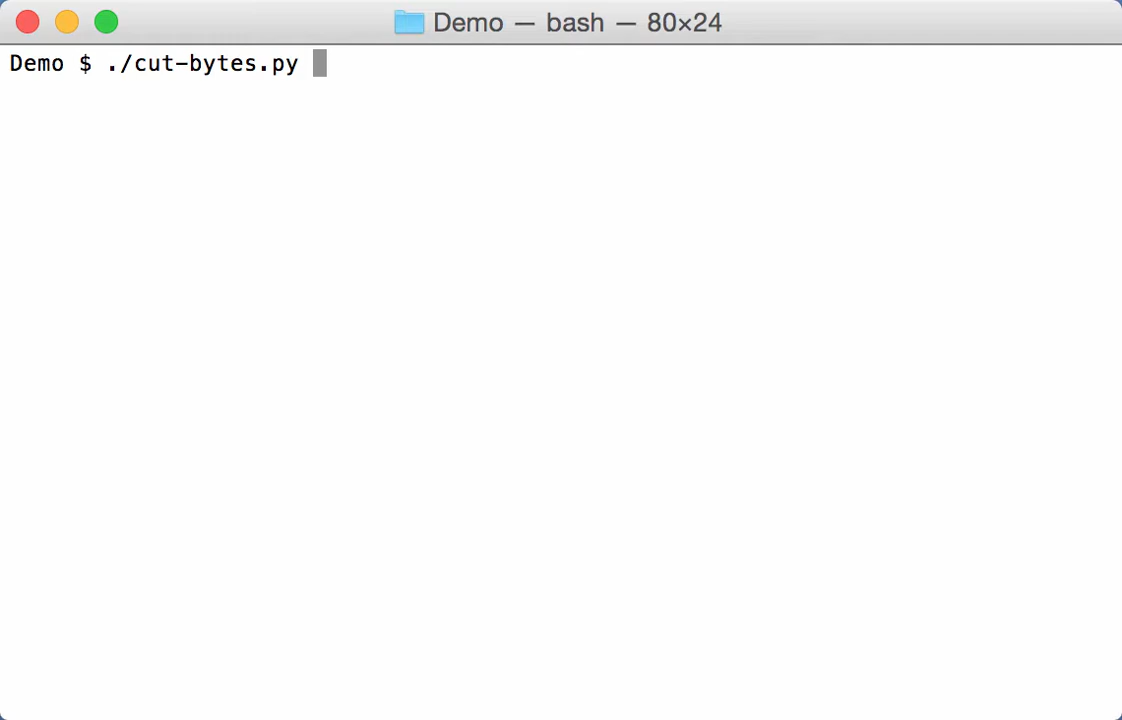 Demo — bash — 80×24
Demo $ ./cut-bytes.py